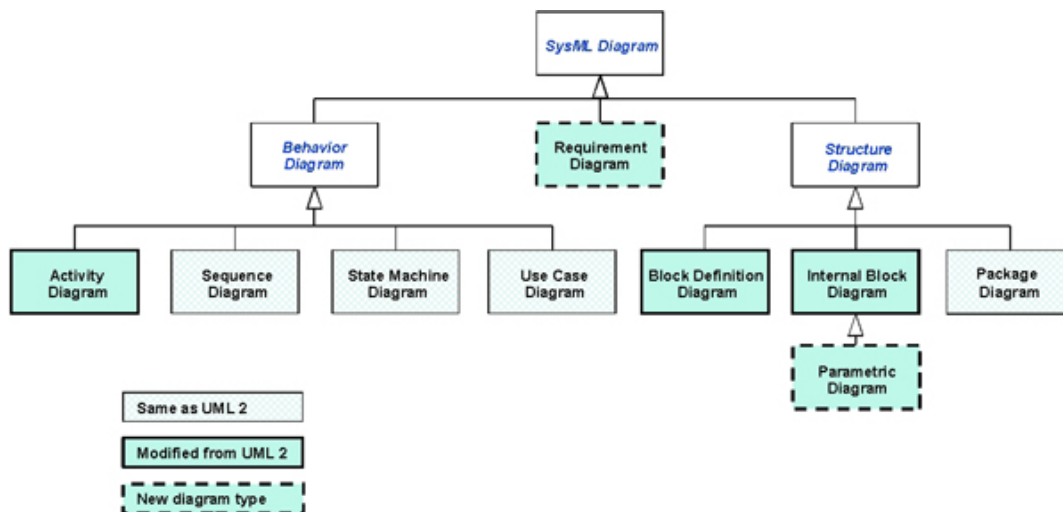 SysML Diagram
Behavior
Diagram
Requirement
Diagram
Structure
Diagram
Activity
Diagram
Sequence
Diagram
State Machine
Diagram
Use Case
Diagram
Block Definition
Diagram
Internal Block
Diagram
Package
Diagram
Parametric
Diagram
Same as UML 2
Modified from UML 2
New diagram type